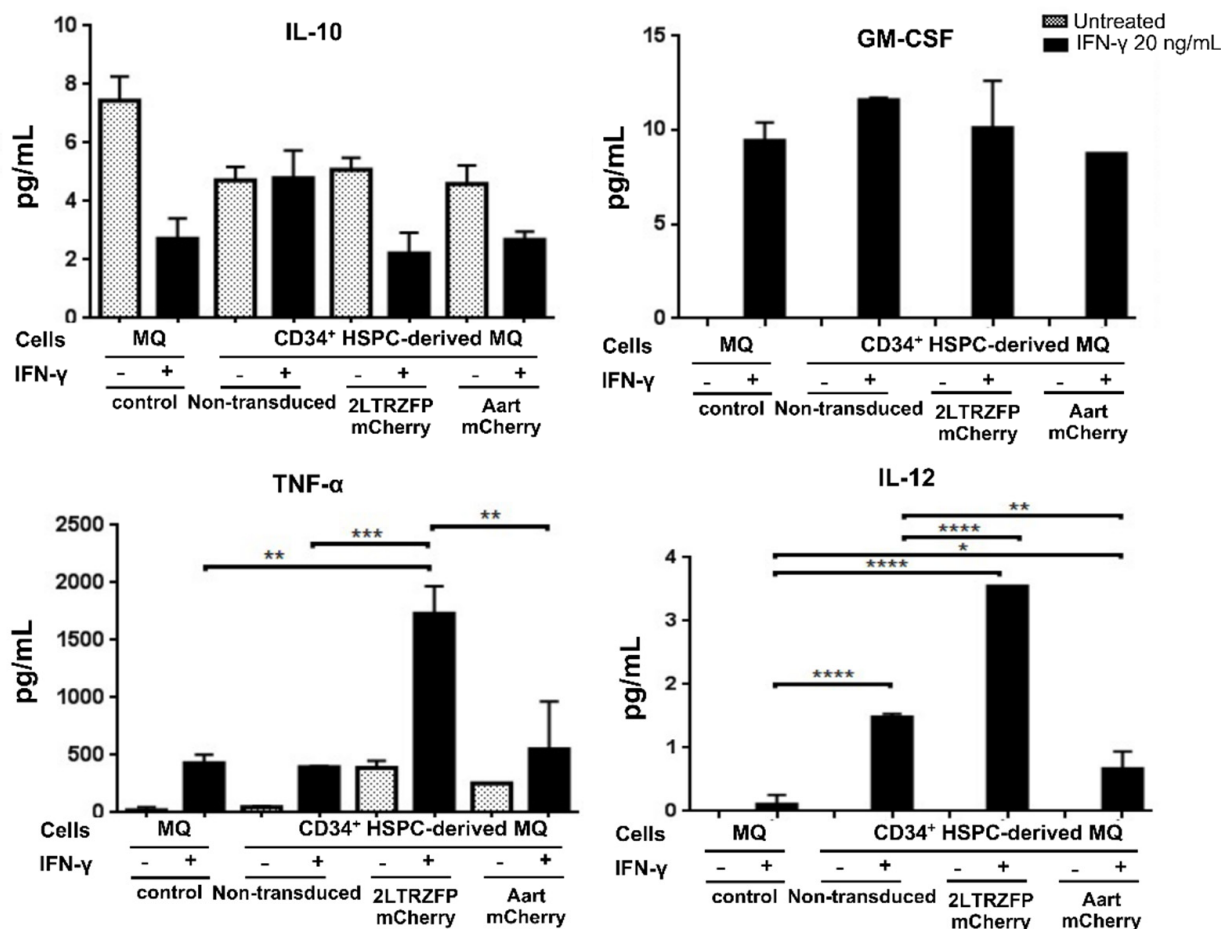 IL-10
10
8
6
4
2
0
pg/mL
Cells MQ CD34⁺ HSPC-derived MQ
IFN-γ - + - + - + - +
control Non-transduced 2LTRZFP Aart
mCherry mCherry
GM-CSF
Untreated
IFN-γ 20 ng/mL
15
10
5
0
pg/mL
Cells MQ CD34⁺ HSPC-derived MQ
IFN-γ - + - + - + - +
control Non-transduced 2LTRZFP Aart
mCherry mCherry
TNF-α
2500
2000
1500
1000
500
0
pg/mL
** *** **
Cells MQ CD34⁺ HSPC-derived MQ
IFN-γ - + - + - + - +
control Non-transduced 2LTRZFP Aart
mCherry mCherry
IL-12
**
****
*
****
****
4
3
2
1
0
pg/mL
Cells MQ CD34⁺ HSPC-derived MQ
IFN-γ - + - + - + - +
control Non-transduced 2LTRZFP Aart
mCherry mCherry